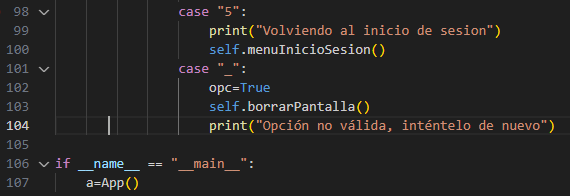 98 case "5":
99 print("Volviendo al inicio de sesion")
100 self.menuInicioSesion()
101 case "_":
102 opc=True
103 self.borrarPantalla()
104 print("Opción no válida, inténtelo de nuevo")
105
106 if __name__ == "__main__":
107 a=App()